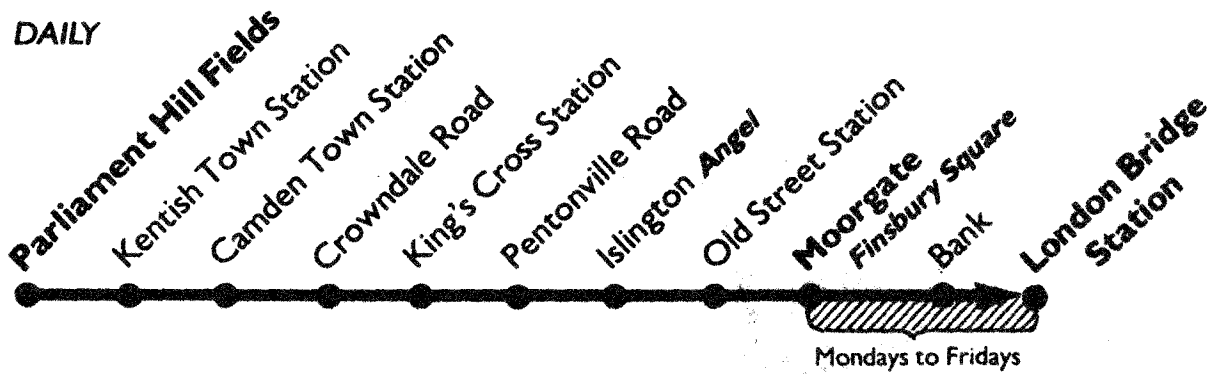 DAILY
Parliament Hill Fields
Kentish Town Station
Camden Town Station
Crowndale Road
King's Cross Station
Pentonville Road
Islington Angel
Old Street Station
Moorgate
Finsbury Square
Bank
London Bridge
Station
Mondays to Fridays